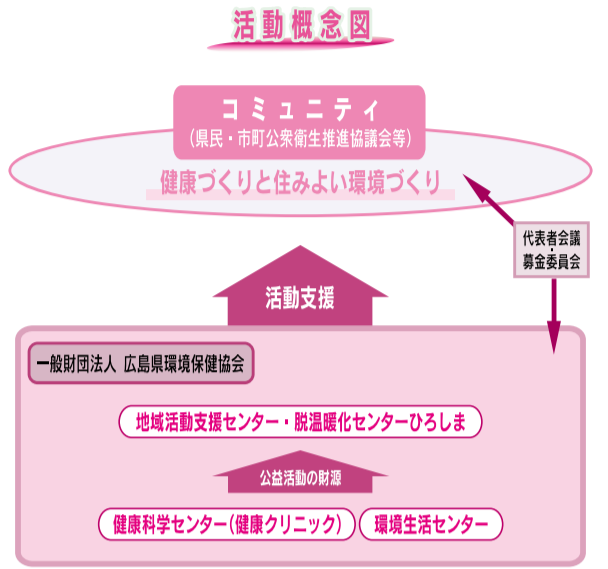 活動概念図
コミュニティ
（県民・市町公衆衛生推進協議会等）
健康づくりと住みよい環境づくり
代表者会議
・
募金委員会
活動支援
一般財団法人 広島県環境保健協会
地域活動支援センター・脱温暖化センターひろしま
公益活動の財源
健康科学センター（健康クリニック）
環境生活センター